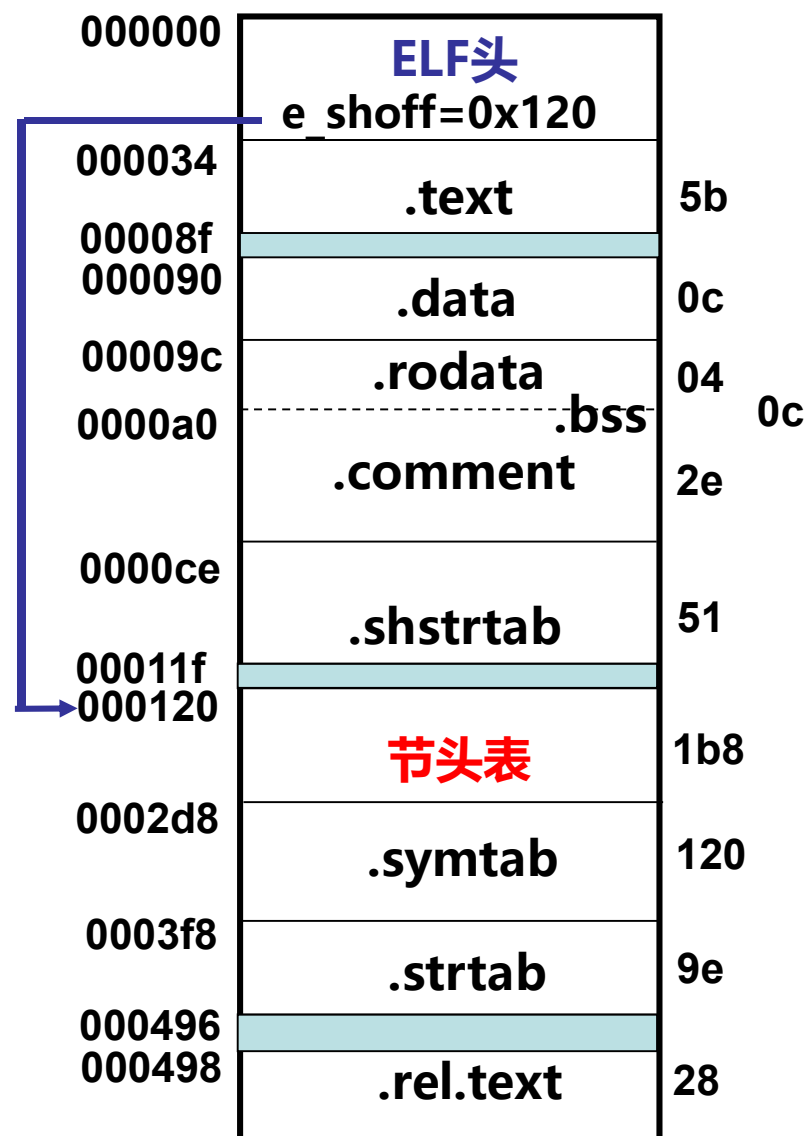 000000
ELF头
e_shoff=0x120
000034
.text
5b
00008f
000090
.data
0c
00009c
.rodata
04
.bss
0c
0000a0
.comment
2e
0000ce
.shstrtab
51
00011f
000120
节头表
1b8
0002d8
.symtab
120
0003f8
.strtab
9e
000496
000498
.rel.text
28